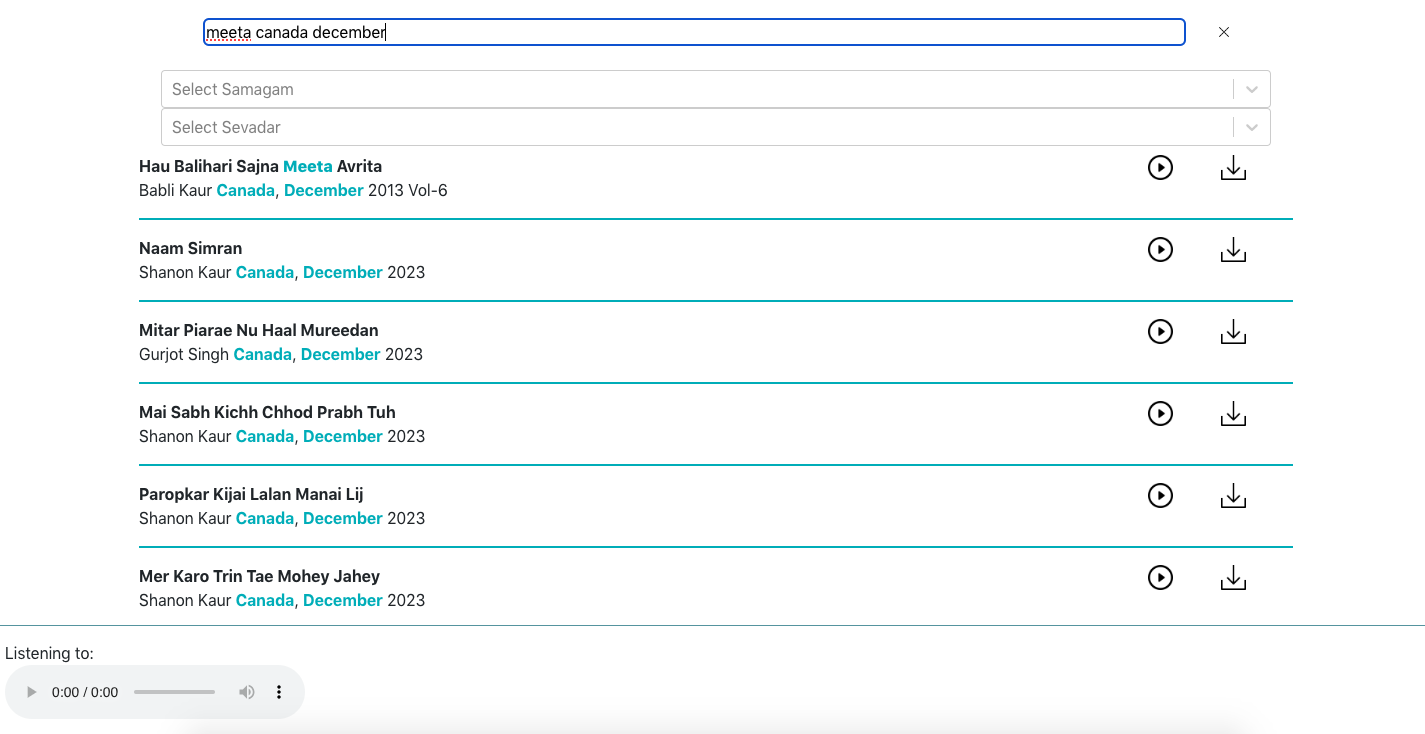 meeta canada december
Select Samagam
Select Sevadar
Hau Balihari Sajna Meeta Avrita
Babli Kaur Canada, December 2013 Vol-6
Naam Simran
Shanon Kaur Canada, December 2023
Mitar Piarae Nu Haal Mureedan
Gurjot Singh Canada, December 2023
Mai Sabh Kichh Chhod Prabh Tuh
Shanon Kaur Canada, December 2023
Paropkar Kijai Lalan Manai Lij
Shanon Kaur Canada, December 2023
Mer Karo Trin Tae Mohey Jahey
Shanon Kaur Canada, December 2023
Listening to:
0:00 / 0:00